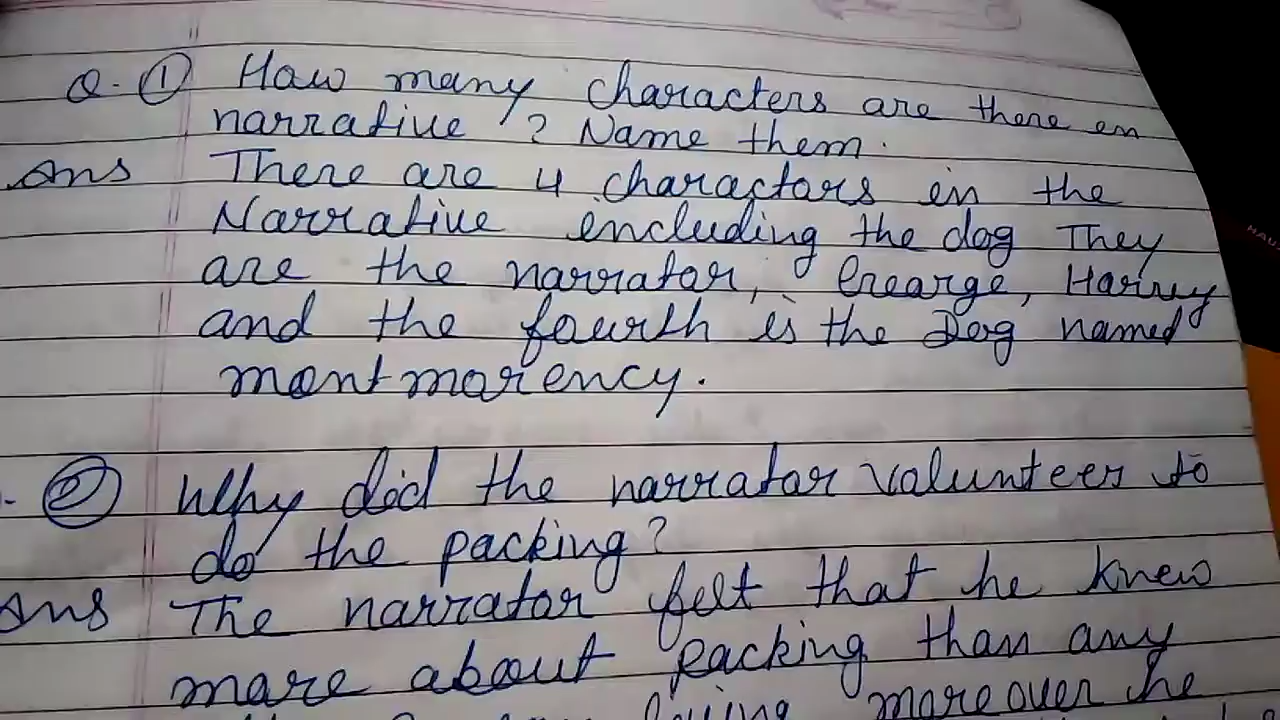 Q. ① How many characters are there in
narrative ? Name them.
Ans There are 4 charactars in the
Narrative encluding the dog They
are the narrator, George, Harry
and the fourth is the Dog named
montmorency.
② Why did the narrator volunteer to
do the packing?
Ans The narrator felt that he knew
more about packing than any
living moreover he